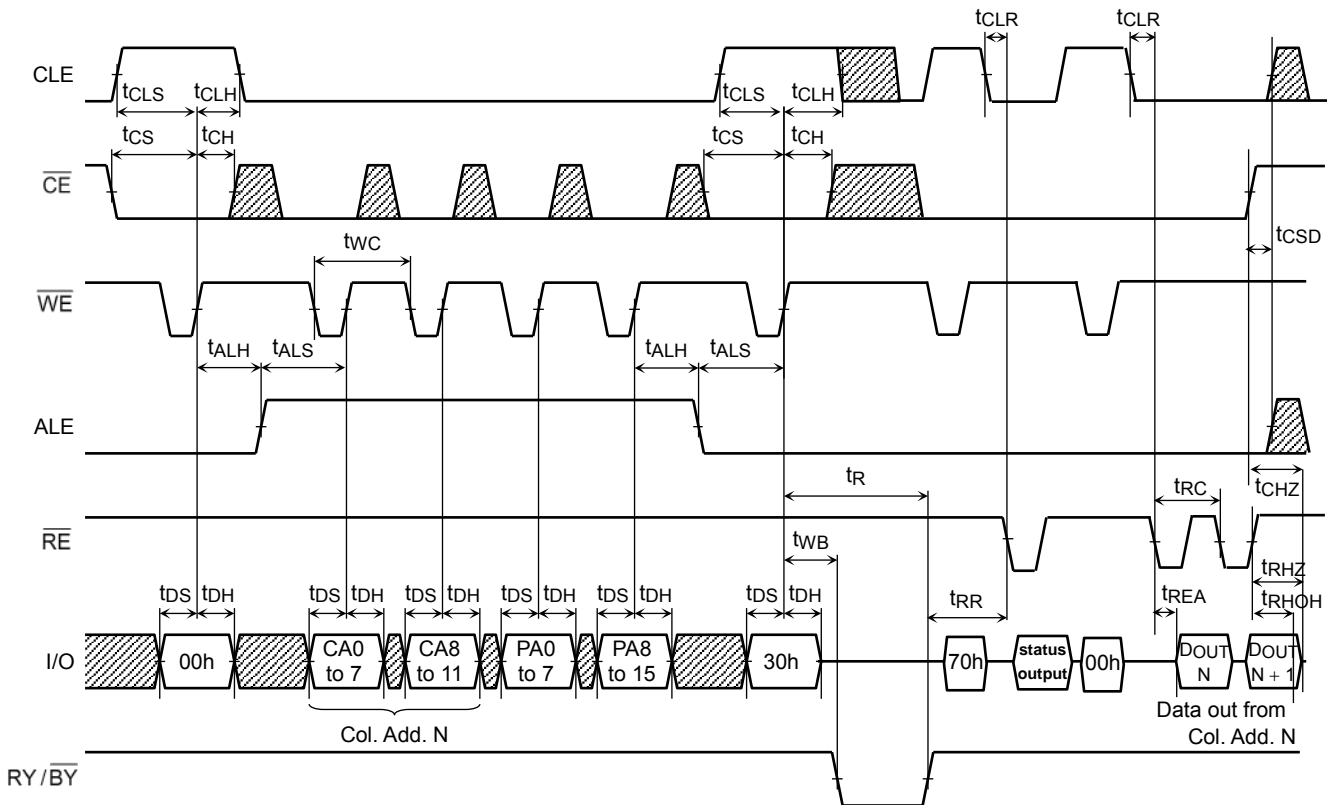 tCLR tCLR
CLE
tCLS tCLH tCLS tCLH
tCS tCH tCS tCH
CE
tCSD
tWC
WE
tALH tALS tALH tALS
ALE
tR tRC tCHZ
RE
tWB
tDS tDH tDS tDH tDS tDH tDS tDH tDS tDH tDS tDH tRR tREA tRHZ
tRHOH
I/O 00h CA0 to 7 CA8 to 11 PA0 to 7 PA8 to 15 30h 70h status output 00h DOUT N DOUT N + 1
Col. Add. N
Data out from
Col. Add. N
RY/BY